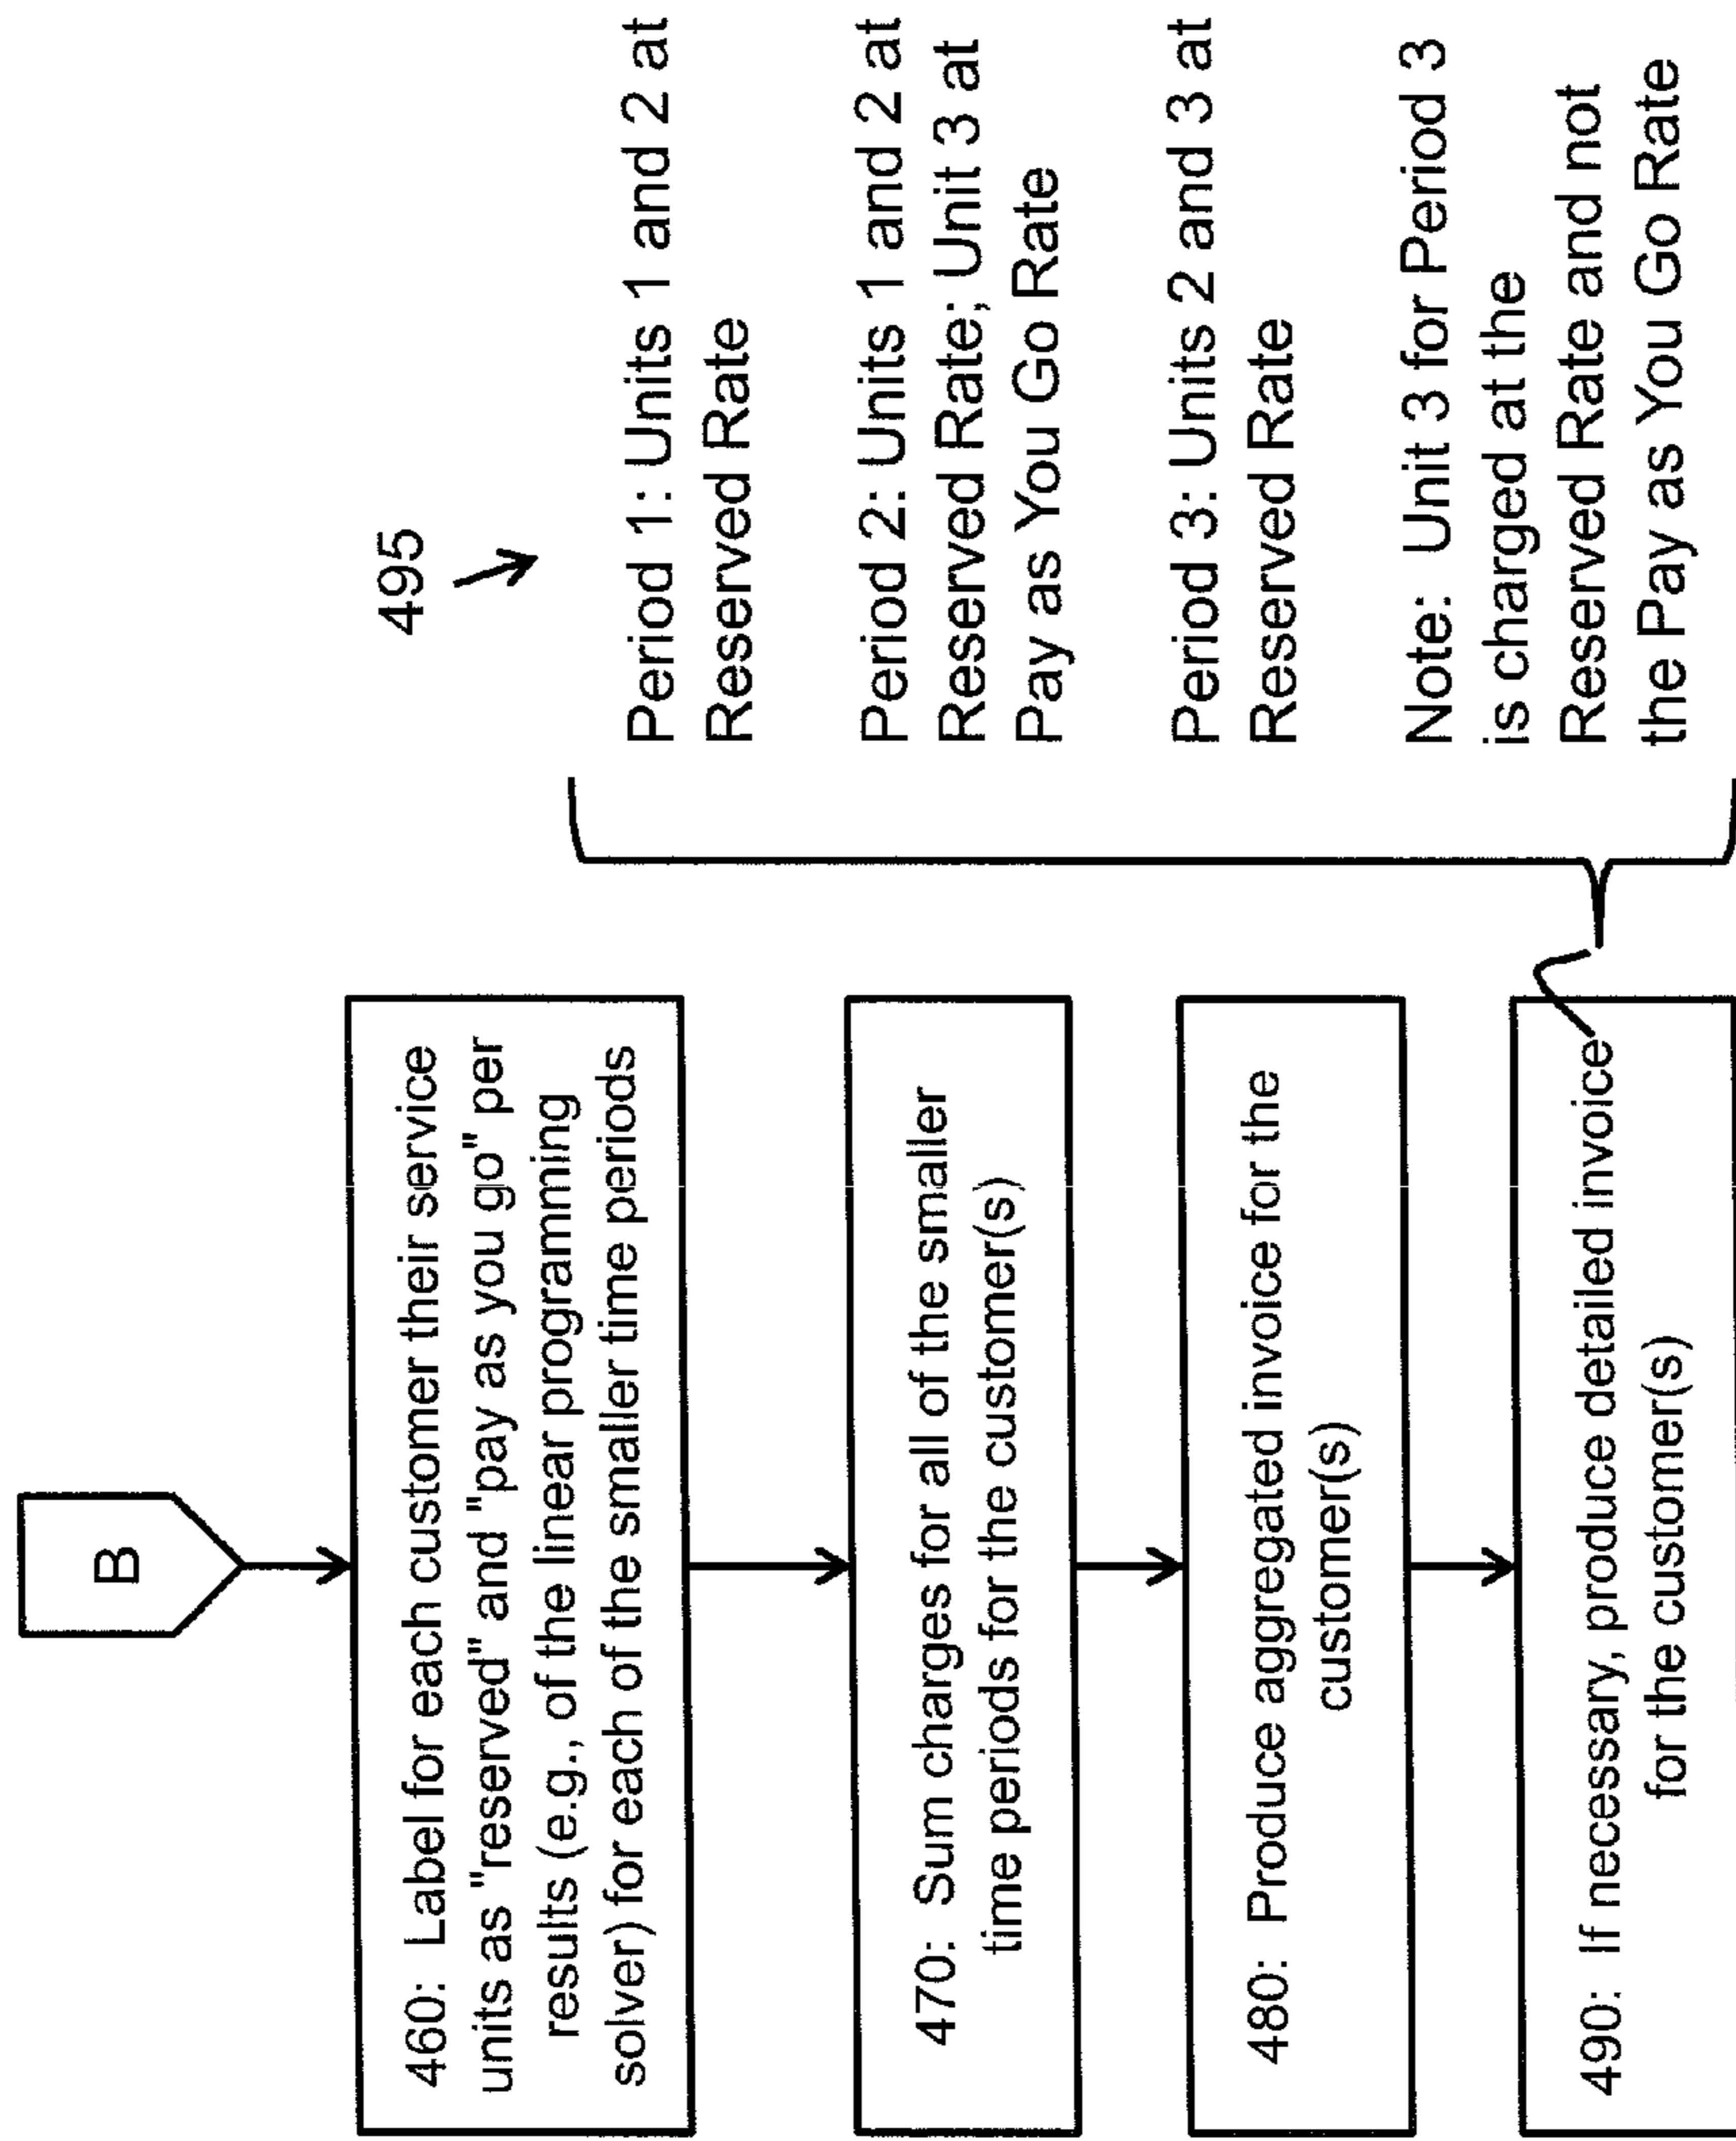 B
460: Label for each customer their service
units as "reserved" and "pay as you go" per
results (e.g., of the linear programming
solver) for each of the smaller time periods
470: Sum charges for all of the smaller
time periods for the customer(s)
480: Produce aggregated invoice for the
customer(s)
490: If necessary, produce detailed invoice
for the customer(s)
495
Period 1: Units 1 and 2 at
Reserved Rate
Period 2: Units 1 and 2 at
Reserved Rate; Unit 3 at
Pay as You Go Rate
Period 3: Units 2 and 3 at
Reserved Rate
Note: Unit 3 for Period 3
is charged at the
Reserved Rate and not
the Pay as You Go Rate